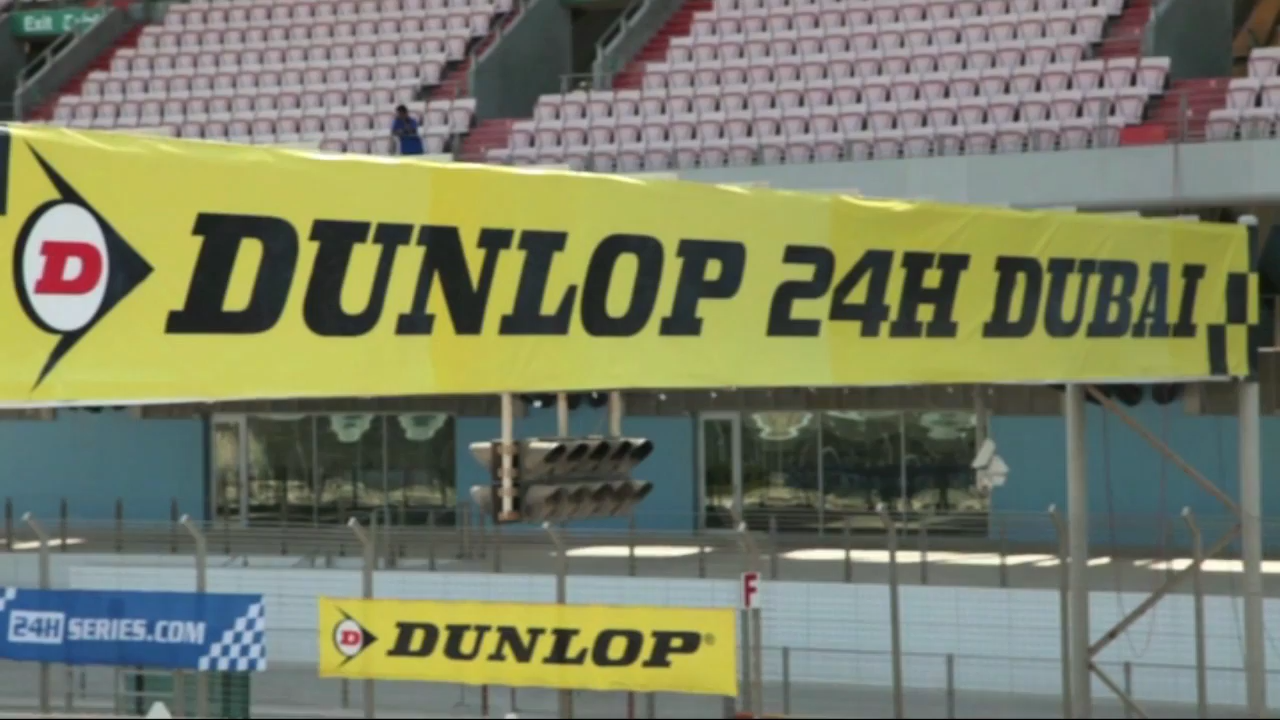 Exit
D DUNLOP 24H DUBAI
F
24H SERIES.COM
D DUNLOP®